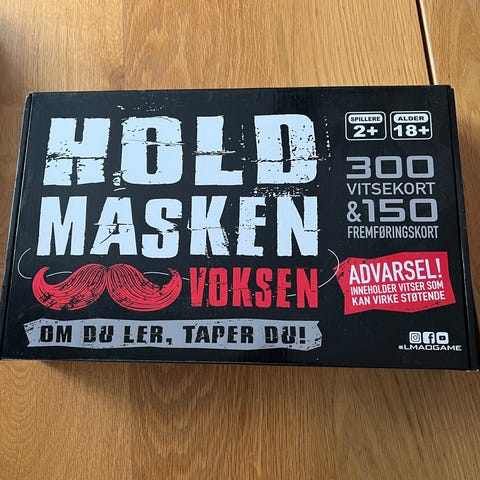 HOLD
MASKEN
VOKSEN
OM DU LER, TAPER DU!
SPILLERE
2+
ALDER
18+
300
VITSEKORT
&150
FREMFØRINGSKORT
ADVARSEL!
INNEHOLDER VITSER SOM
KAN VIRKE STØTENDE
#LMAOGAME